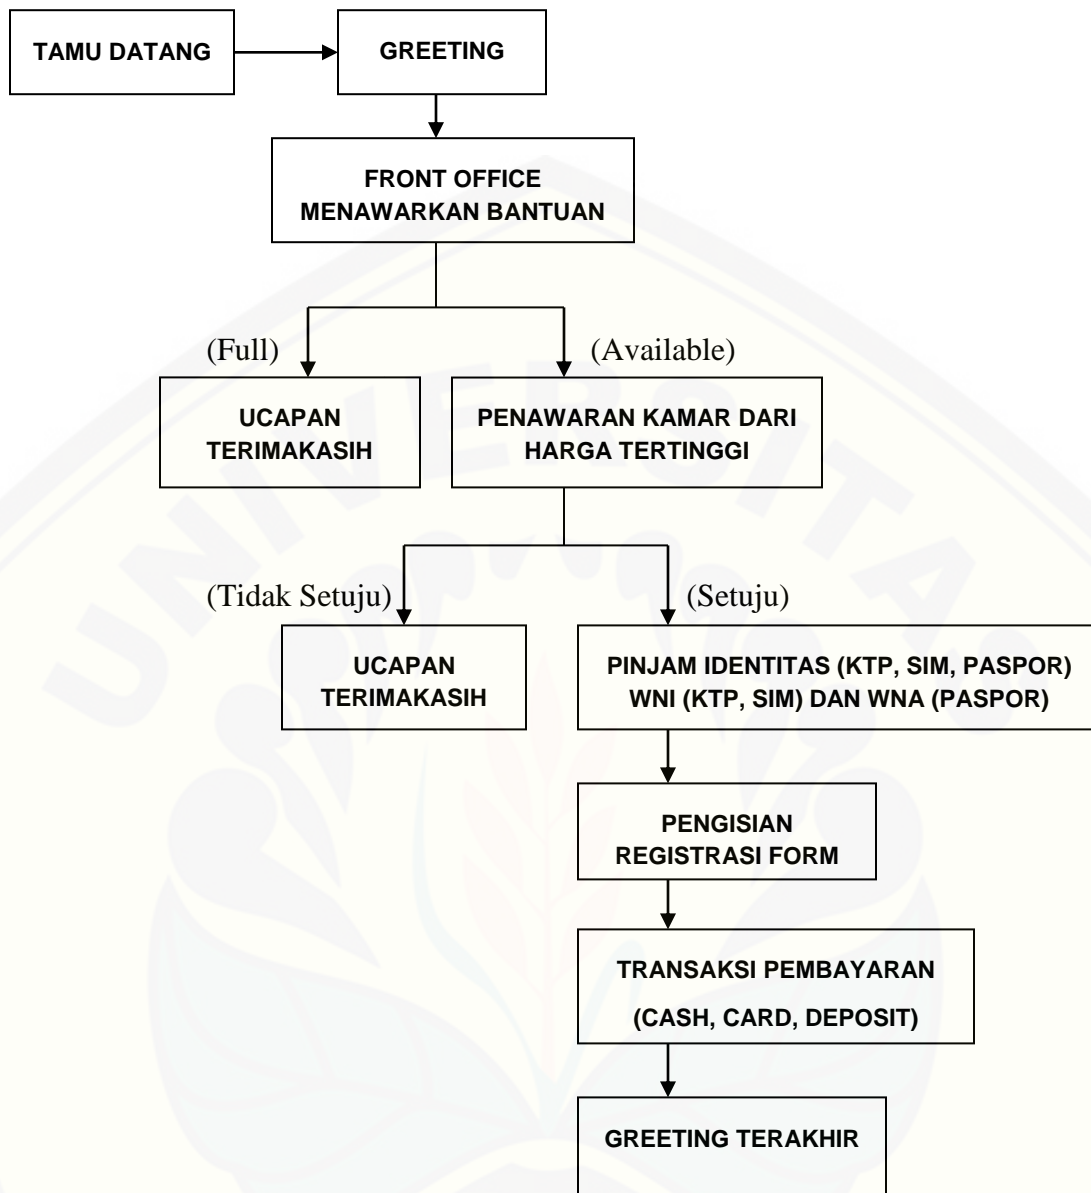 TAMU DATANG
GREETING
FRONT OFFICE
MENAWARKAN BANTUAN
(Full)
(Available)
UCAPAN
TERIMAKASIH
PENAWARAN KAMAR DARI
HARGA TERTINGGI
(Tidak Setuju)
(Setuju)
UCAPAN
TERIMAKASIH
PINJAM IDENTITAS (KTP, SIM, PASPOR)
WNI (KTP, SIM) DAN WNA (PASPOR)
PENGISIAN
REGISTRASI FORM
TRANSAKSI PEMBAYARAN
(CASH, CARD, DEPOSIT)
GREETING TERAKHIR
UNIVERSITAS